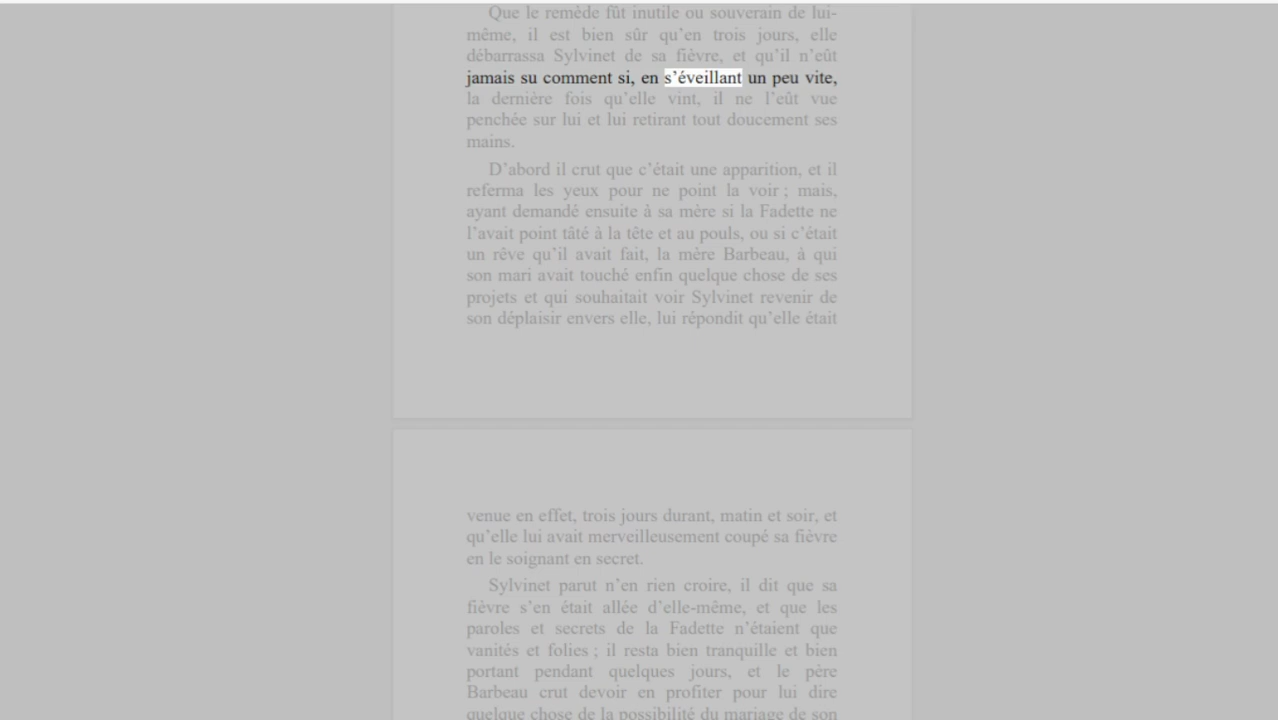 Que le remède fût inutile ou souverain de lui-
même, il est bien sûr qu’en trois jours, elle
débarrassa Sylvinet de sa fièvre, et qu’il n’eût
jamais su comment si, en s’éveillant un peu vite,
la dernière fois qu’elle vint, il ne l’eût vue
penchée sur lui et lui retirant tout doucement ses
mains.
D’abord il crut que c’était une apparition, et il
referma les yeux pour ne point la voir ; mais,
ayant demandé ensuite à sa mère si la Fadette ne
l’avait point tâté à la tête et au pouls, ou si c’était
un rêve qu’il avait fait, la mère Barbeau, à qui
son mari avait touché enfin quelque chose de ses
projets et qui souhaitait voir Sylvinet revenir de
son déplaisir envers elle, lui répondit qu’elle était
venue en effet, trois jours durant, matin et soir, et
qu’elle lui avait merveilleusement coupé sa fièvre
en le soignant en secret.
Sylvinet parut n’en rien croire, il dit que sa
fièvre s’en était allée d’elle-même, et que les
paroles et secrets de la Fadette n’étaient que
vanités et folies ; il resta bien tranquille et bien
portant pendant quelques jours, et le père
Barbeau crut devoir en profiter pour lui dire
quelque chose de la possibilité du mariage de son